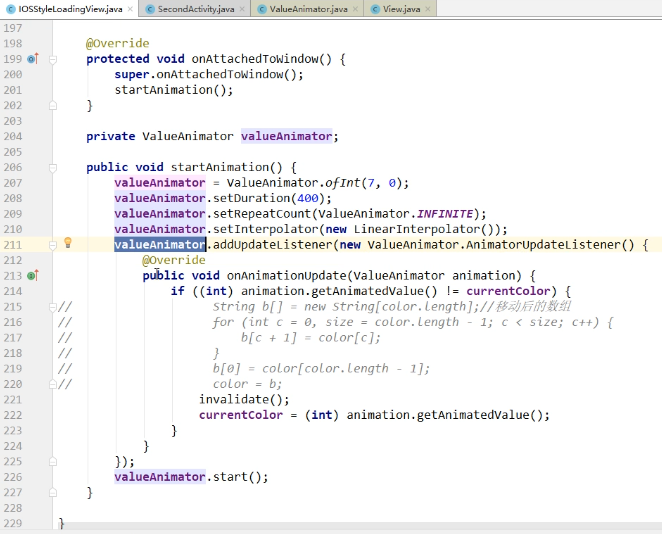 IOSStyleLoadingView.java × SecondActivity.java × ValueAnimator.java × View.java ×
197
198 @Override
199 protected void onAttachedToWindow() {
200 super.onAttachedToWindow();
201 startAnimation();
202 }
203
204 private ValueAnimator valueAnimator;
205
206 public void startAnimation() {
207 valueAnimator = ValueAnimator.ofInt(7, 0);
208 valueAnimator.setDuration(400);
209 valueAnimator.setRepeatCount(ValueAnimator.INFINITE);
210 valueAnimator.setInterpolator(new LinearInterpolator());
211 valueAnimator.addUpdateListener(new ValueAnimator.AnimatorUpdateListener() {
212 @Override
213 public void onAnimationUpdate(ValueAnimator animation) {
214 if ((int) animation.getAnimatedValue() != currentColor) {
215 // String b[] = new String[color.length];//移动后的数组
216 // for (int c = 0, size = color.length - 1; c < size; c++) {
217 // b[c + 1] = color[c];
218 // }
219 // b[0] = color[color.length - 1];
220 // color = b;
221 invalidate();
222 currentColor = (int) animation.getAnimatedValue();
223 }
224 }
225 });
226 valueAnimator.start();
227 }
228
229 }